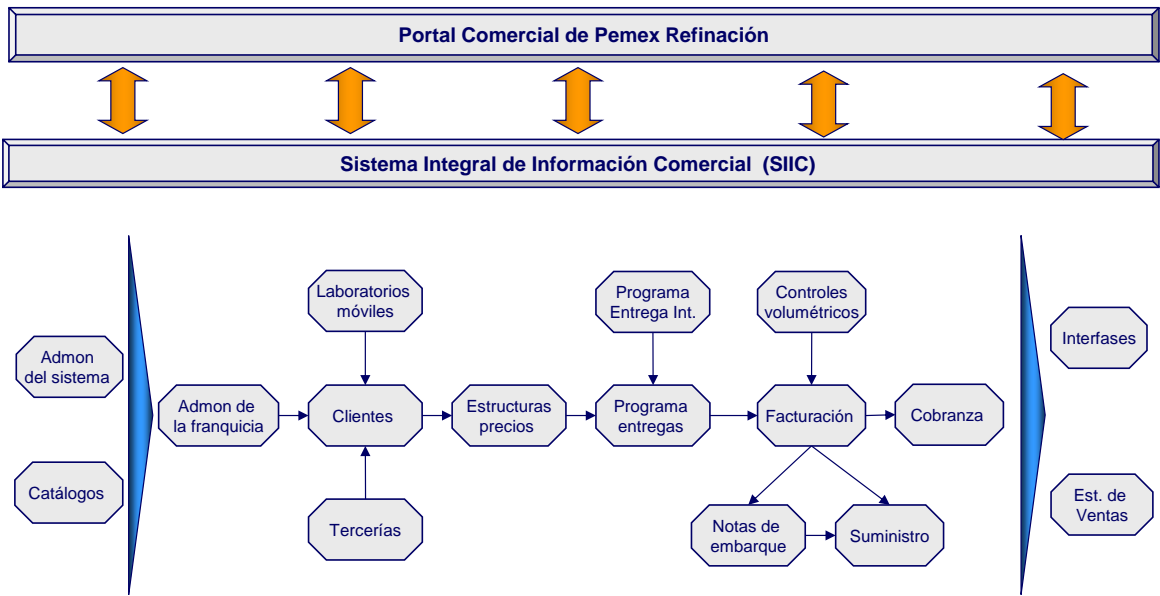 Portal Comercial de Pemex Refinación
Sistema Integral de Información Comercial (SIIC)
Laboratorios
móviles
Programa
Entrega Int.
Controles
volumétricos
Admon
del sistema
Interfases
Admon de
la franquicia
Clientes
Estructuras
precios
Programa
entregas
Facturación
Cobranza
Catálogos
Est. de
Ventas
Tercerías
Notas de
embarque
Suministro